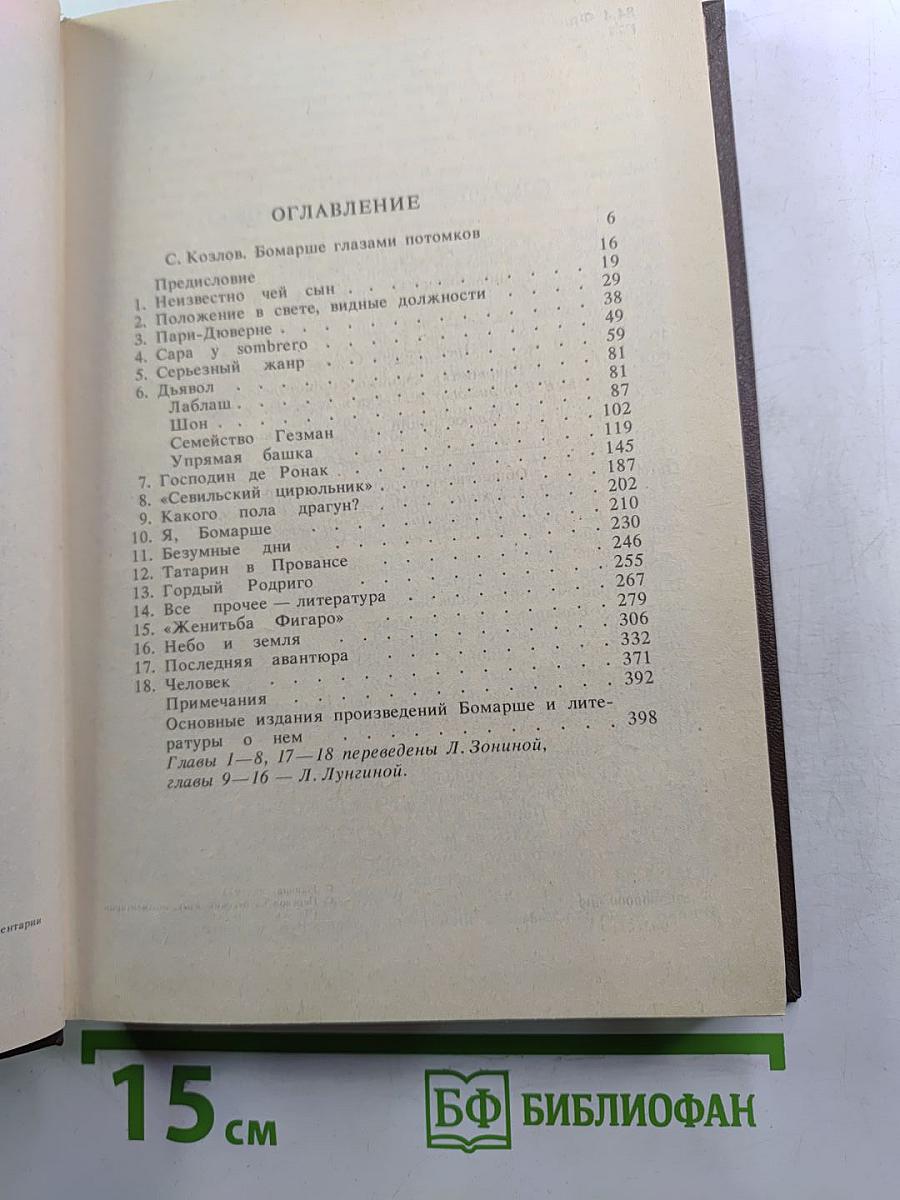 ОГЛАВЛЕНИЕ
С. Козлов. Бомарше глазами потомков 6
Предисловие 16
1. Неизвестно чей сын 19
2. Положение в свете, видные должности 29
3. Пари-Дюверне 38
4. Capa y sombrero 49
5. Серьезный жанр 59
6. Дьявол 81
Лаблаш 81
Шон 87
Семейство Гезман 102
Упрямая башка 119
7. Господин де Ронак 145
8. «Севильский цирюльник» 187
9. Какого пола драгун? 202
10. Я, Бомарше 210
11. Безумные дни 230
12. Татарин в Провансе 246
13. Гордый Родриго 255
14. Все прочее — литература 267
15. «Женитьба Фигаро» 279
16. Небо и земля 306
17. Последняя авантюра 332
18. Человек 371
Примечания 392
Основные издания произведений Бомарше и лите-
ратуры о нем 398
Главы 1—8, 17—18 переведены Л. Зониной,
главы 9—16 — Л. Лунгиной.
ентарии
15 см
БФ БИБЛИОФАН